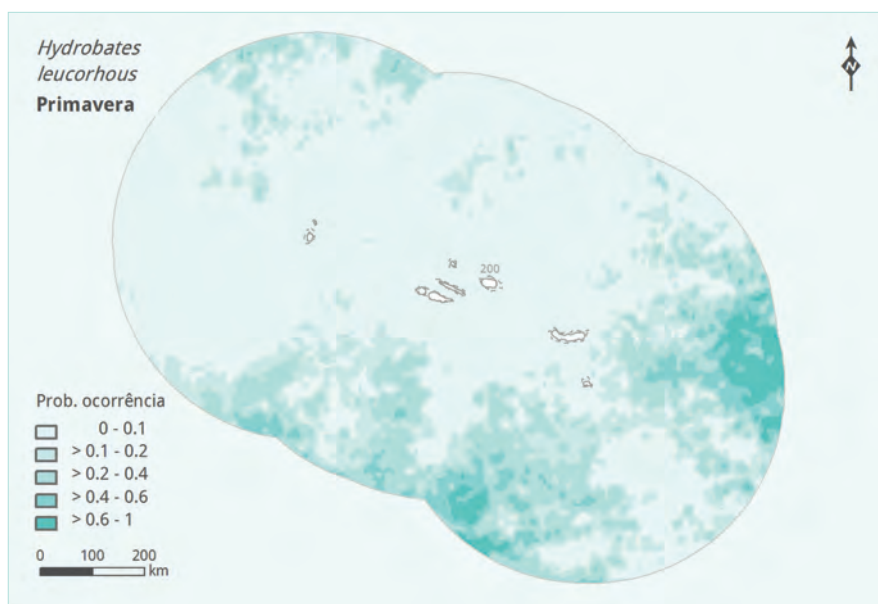 Hydrobates
leucorhous
Primavera
N
200
Prob. ocorrência
0 - 0.1
> 0.1 - 0.2
> 0.2 - 0.4
> 0.4 - 0.6
> 0.6 - 1
0 100 200
km